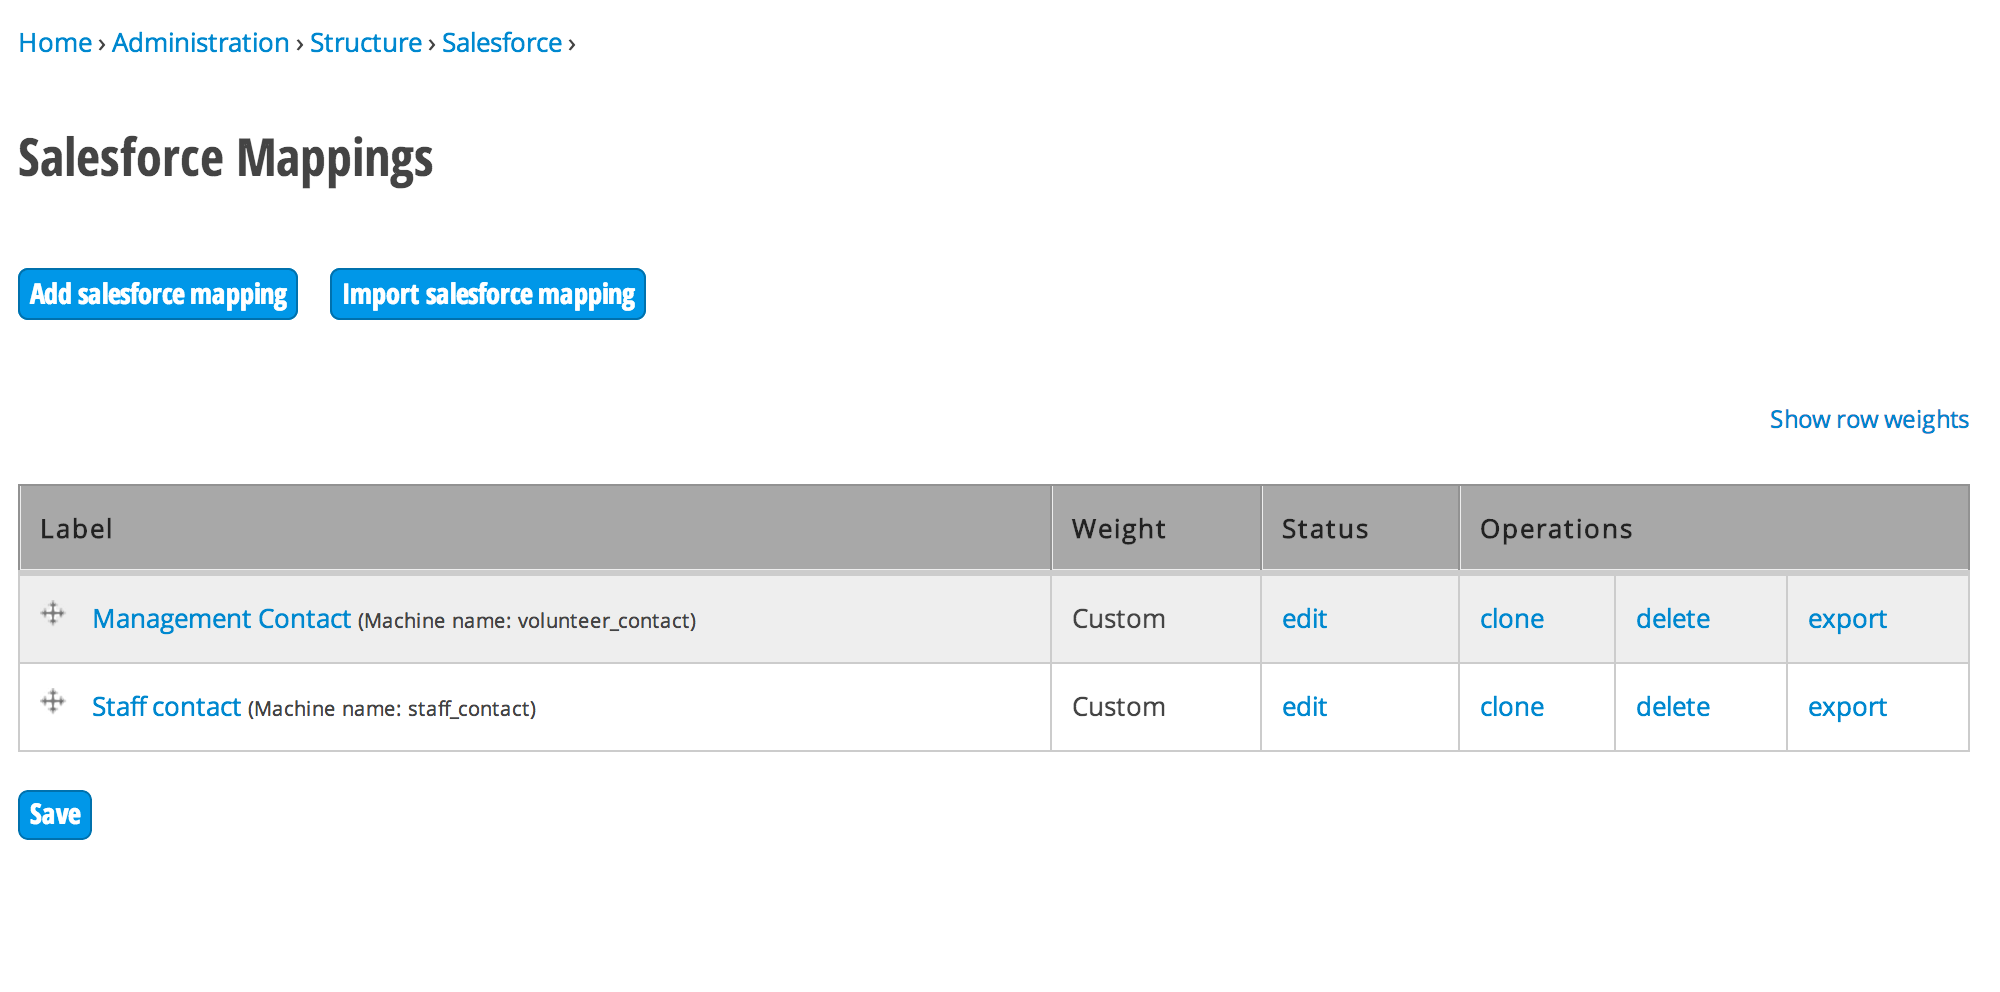 Home › Administration › Structure › Salesforce ›
Salesforce Mappings
Add salesforce mapping Import salesforce mapping
Show row weights
Label Weight Status Operations
Management Contact (Machine name: volunteer_contact) Custom edit clone delete export
Staff contact (Machine name: staff_contact) Custom edit clone delete export
Save